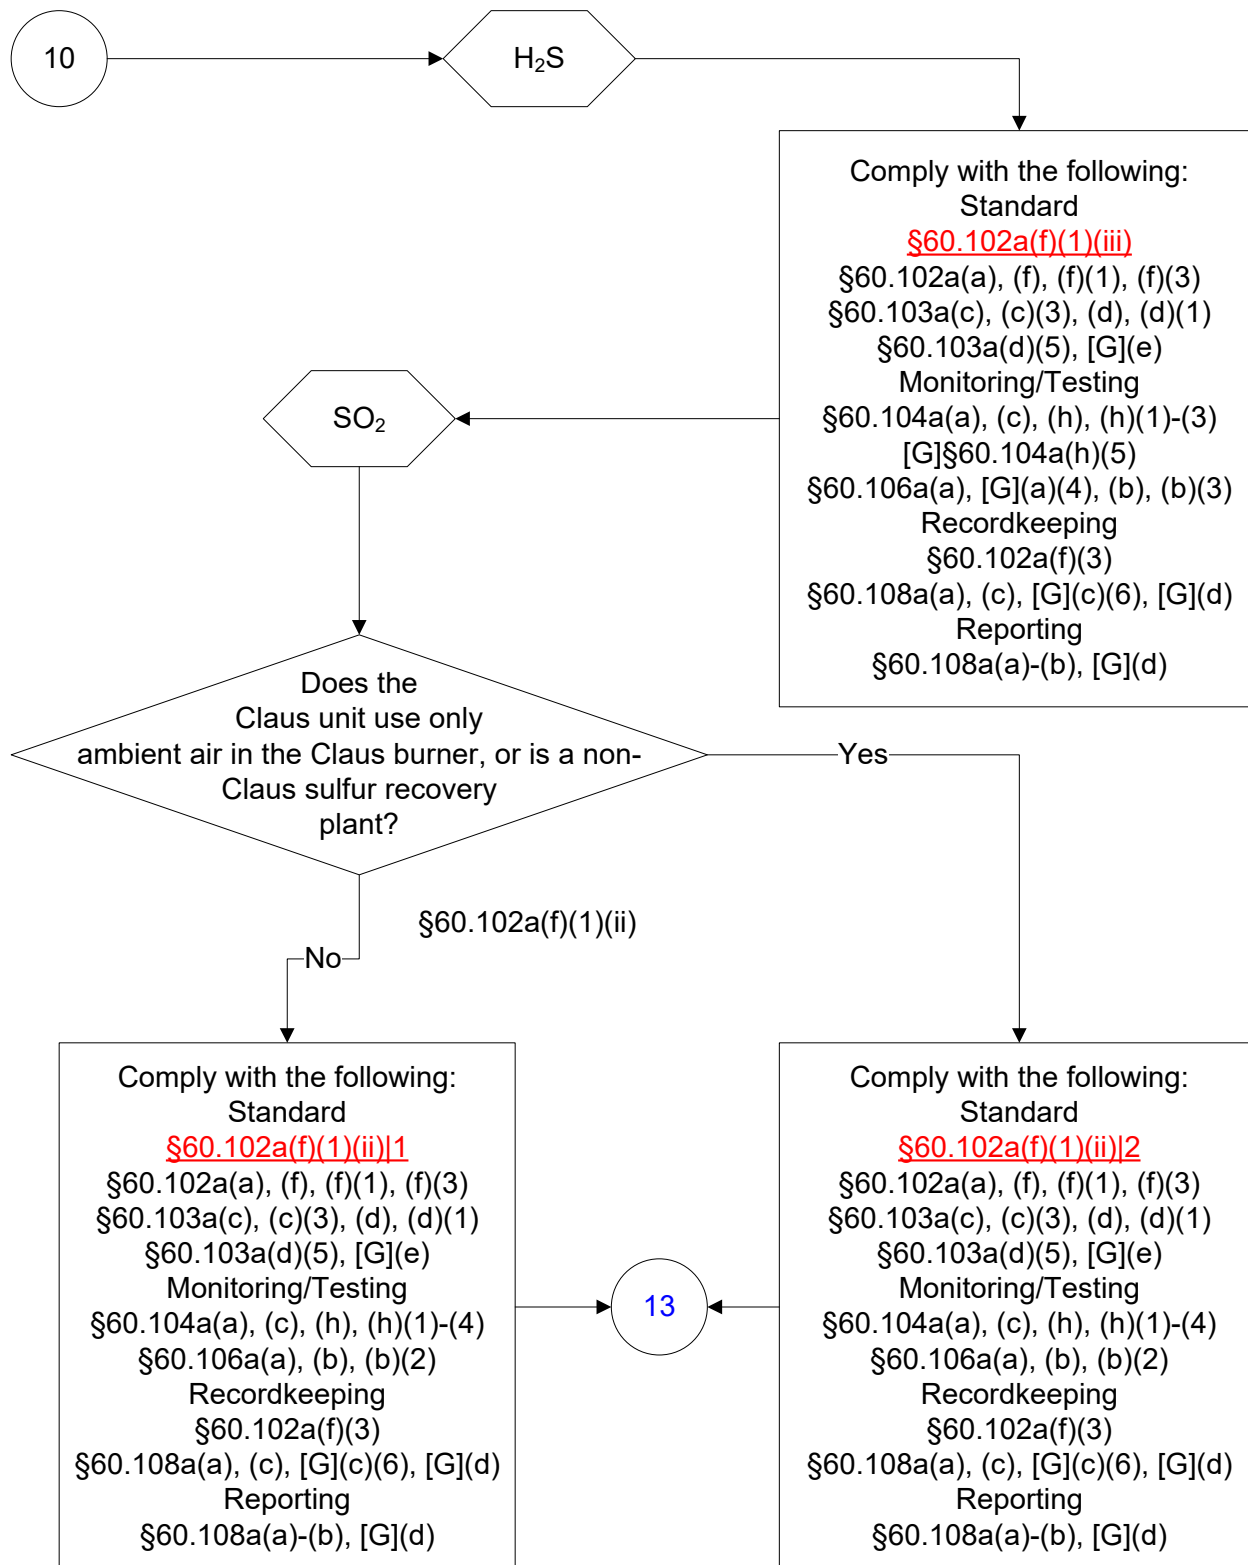 10
H₂S
Comply with the following:
Standard
§60.102a(f)(1)(iii)
§60.102a(a), (f), (f)(1), (f)(3)
§60.103a(c), (c)(3), (d), (d)(1)
§60.103a(d)(5), [G](e)
Monitoring/Testing
§60.104a(a), (c), (h), (h)(1)-(3)
[G]§60.104a(h)(5)
§60.106a(a), [G](a)(4), (b), (b)(3)
Recordkeeping
§60.102a(f)(3)
§60.108a(a), (c), [G](c)(6), [G](d)
Reporting
§60.108a(a)-(b), [G](d)
SO₂
Does the
Claus unit use only
ambient air in the Claus burner, or is a non-
Claus sulfur recovery
plant?
Yes
§60.102a(f)(1)(ii)
No
Comply with the following:
Standard
§60.102a(f)(1)(ii)|1
§60.102a(a), (f), (f)(1), (f)(3)
§60.103a(c), (c)(3), (d), (d)(1)
§60.103a(d)(5), [G](e)
Monitoring/Testing
§60.104a(a), (c), (h), (h)(1)-(4)
§60.106a(a), (b), (b)(2)
Recordkeeping
§60.102a(f)(3)
§60.108a(a), (c), [G](c)(6), [G](d)
Reporting
§60.108a(a)-(b), [G](d)
13
Comply with the following:
Standard
§60.102a(f)(1)(ii)|2
§60.102a(a), (f), (f)(1), (f)(3)
§60.103a(c), (c)(3), (d), (d)(1)
§60.103a(d)(5), [G](e)
Monitoring/Testing
§60.104a(a), (c), (h), (h)(1)-(4)
§60.106a(a), (b), (b)(2)
Recordkeeping
§60.102a(f)(3)
§60.108a(a), (c), [G](c)(6), [G](d)
Reporting
§60.108a(a)-(b), [G](d)